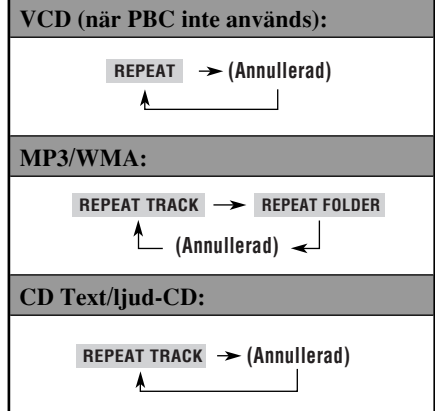 VCD (när PBC inte används):
REPEAT (Annullerad)
MP3/WMA:
REPEAT TRACK REPEAT FOLDER
(Annullerad)
CD Text/ljud-CD:
REPEAT TRACK (Annullerad)